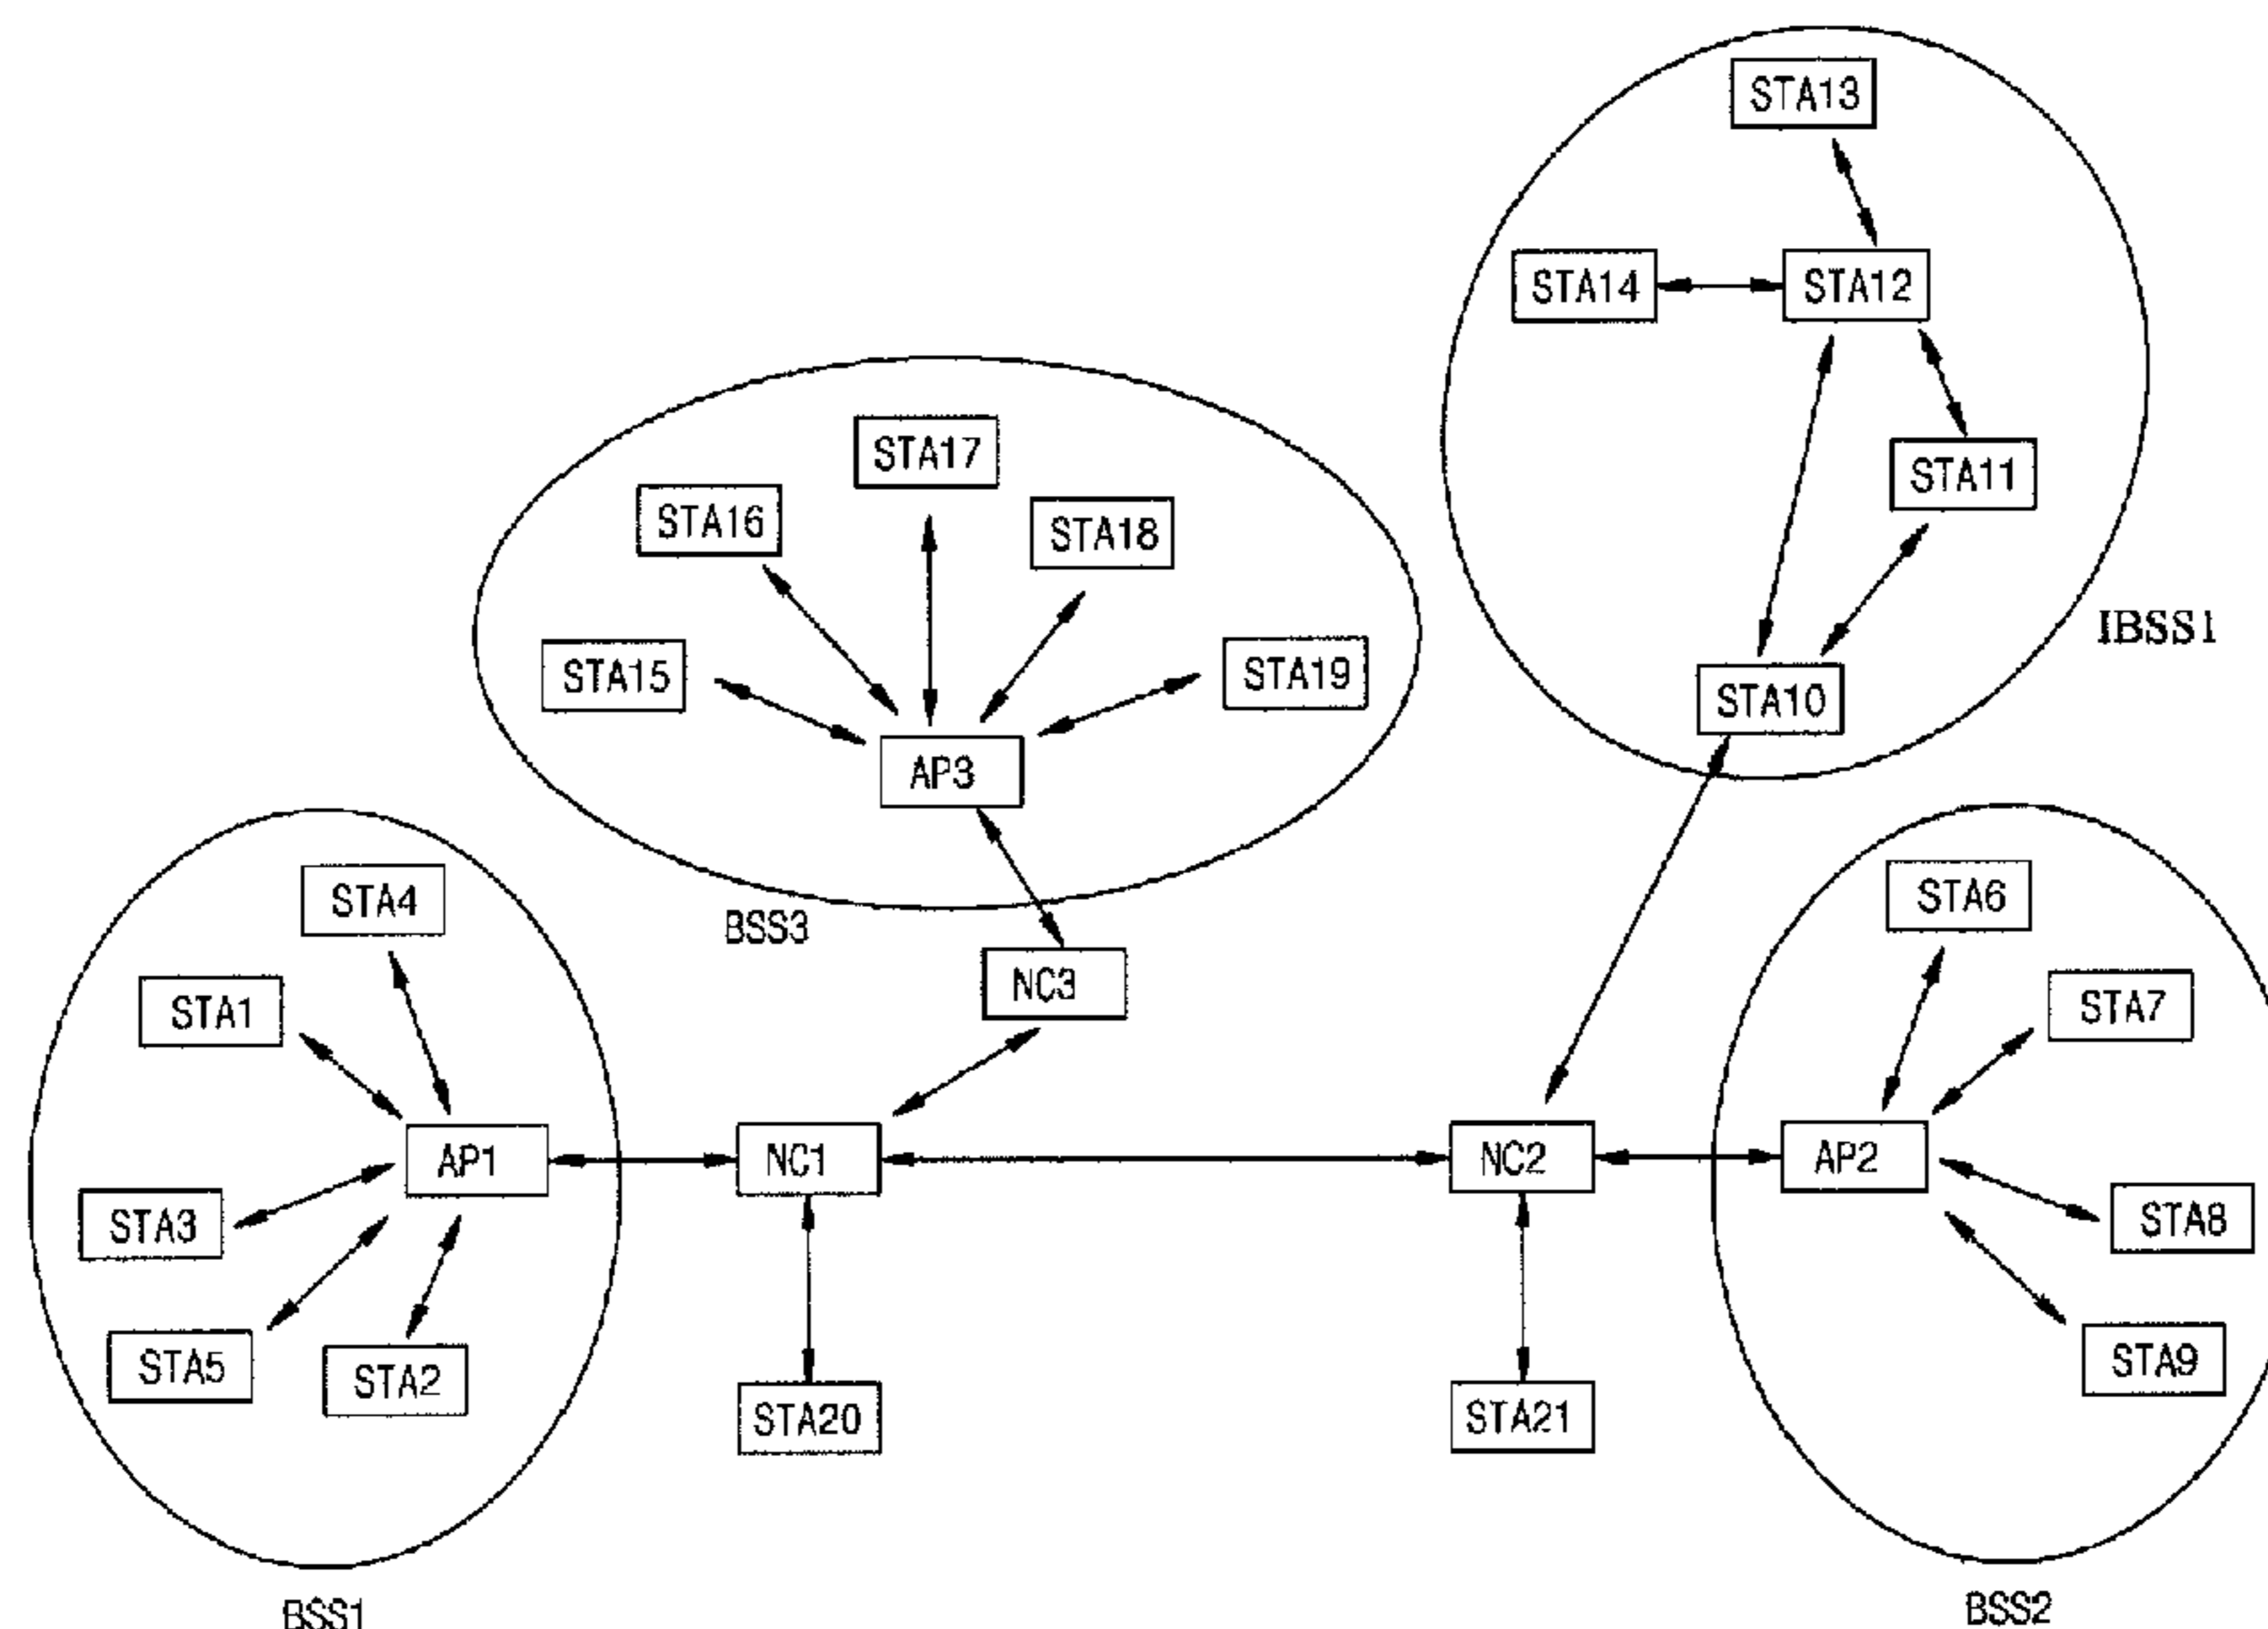 STA13
STA14
STA12
STA17
STA11
STA16
STA18
IBSS1
STA15
STA19
STA10
AP3
STA4
STA6
BSS3
NC3
STA1
STA7
AP1
NC1
NC2
AP2
STA3
STA8
STA5
STA2
STA9
STA20
STA21
BSS1
BSS2